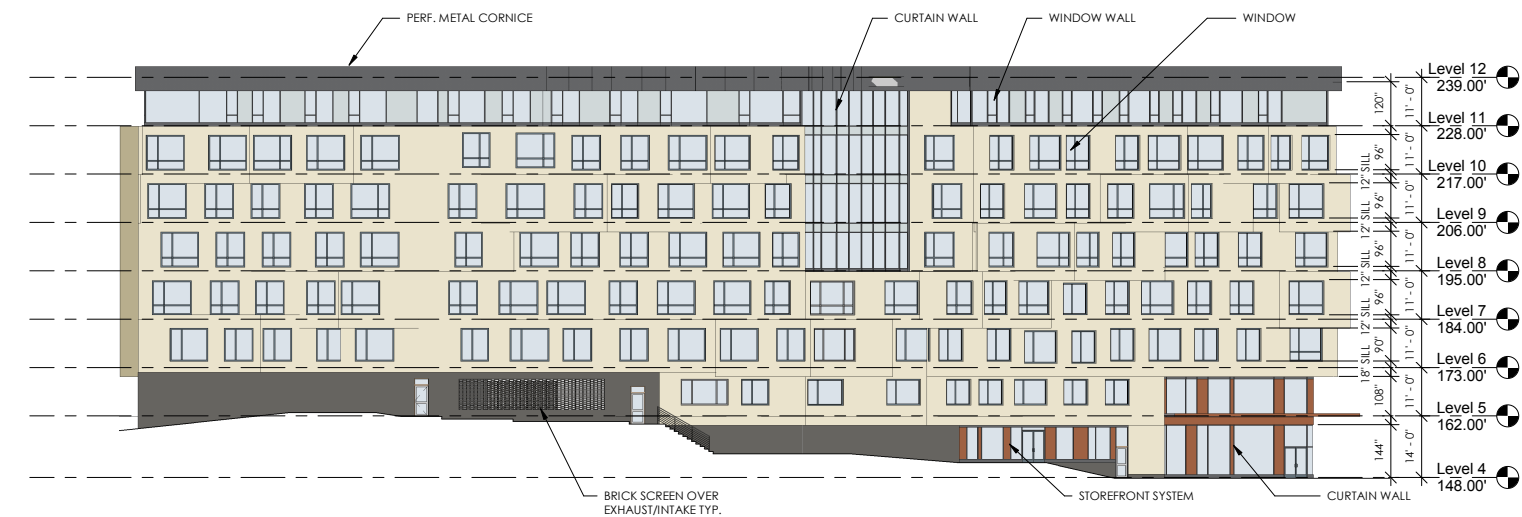 PERF. METAL CORNICE
CURTAIN WALL
WINDOW WALL
WINDOW
Level 12
239.00'
120"
11' - 0"
Level 11
228.00'
96"
11' - 0"
12" SILL
Level 10
217.00'
96"
11' - 0"
12" SILL
Level 9
206.00'
96"
11' - 0"
12" SILL
Level 8
195.00'
96"
11' - 0"
12" SILL
Level 7
184.00'
90"
11' - 0"
18" SILL
Level 6
173.00'
108"
11' - 0"
Level 5
162.00'
144"
14' - 0"
Level 4
148.00'
BRICK SCREEN OVER
EXHAUST/INTAKE TYP.
STOREFRONT SYSTEM
CURTAIN WALL